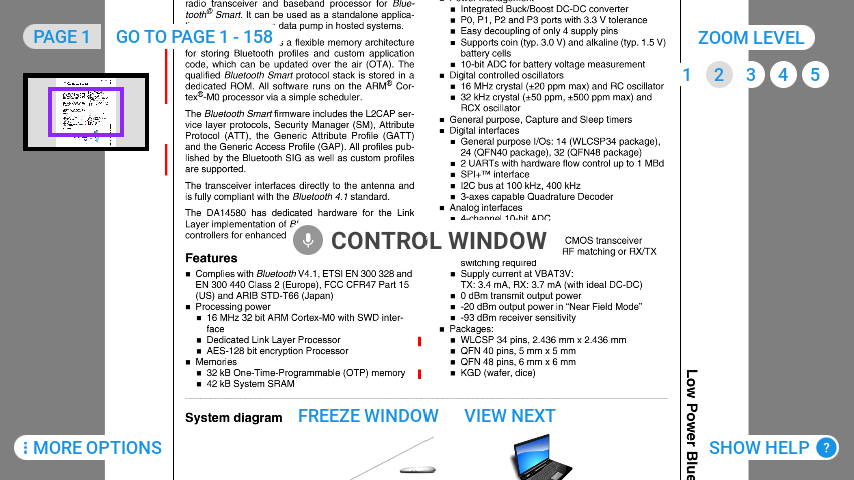 radio transceiver and baseband processor for Blue-
tooth® Smart. It can be used as a standalone applica-
data pump in hosted systems.
PAGE 1
GO TO PAGE 1 - 158
s a flexible memory architecture
for storing Bluetooth profiles and custom application
code, which can be updated over the air (OTA). The
qualified Bluetooth Smart protocol stack is stored in a
dedicated ROM. All software runs on the ARM® Cor-
tex®-M0 processor via a simple scheduler.
The Bluetooth Smart firmware includes the L2CAP ser-
vice layer protocols, Security Manager (SM), Attribute
Protocol (ATT), the Generic Attribute Profile (GATT)
and the Generic Access Profile (GAP). All profiles pub-
lished by the Bluetooth SIG as well as custom profiles
are supported.
The transceiver interfaces directly to the antenna and
is fully compliant with the Bluetooth 4.1 standard.
The DA14580 has dedicated hardware for the Link
Layer implementation of
controllers for enhanced
Features
■ Complies with Bluetooth V4.1, ETSI EN 300 328 and
EN 300 440 Class 2 (Europe), FCC CFR47 Part 15
(US) and ARIB STD-T66 (Japan)
■ Processing power
■ 16 MHz 32 bit ARM Cortex-M0 with SWD inter-
face
■ Dedicated Link Layer Processor
■ AES-128 bit encryption Processor
■ Memories
■ 32 kB One-Time-Programmable (OTP) memory
■ 42 kB System SRAM
■ Integrated Buck/Boost DC-DC converter
■ P0, P1, P2 and P3 ports with 3.3 V tolerance
■ Easy decoupling of only 4 supply pins
■ Supports coin (typ. 3.0 V) and alkaline (typ. 1.5 V)
battery cells
■ 10-bit ADC for battery voltage measurement
■ Digital controlled oscillators
■ 16 MHz crystal (±20 ppm max) and RC oscillator
■ 32 kHz crystal (±50 ppm, ±500 ppm max) and
RCX oscillator
■ General purpose, Capture and Sleep timers
■ Digital interfaces
■ General purpose I/Os: 14 (WLCSP34 package),
24 (QFN40 package), 32 (QFN48 package)
■ 2 UARTs with hardware flow control up to 1 MBd
■ SPI+™ interface
■ I2C bus at 100 kHz, 400 kHz
■ 3-axes capable Quadrature Decoder
■ Analog interfaces
■ 4-channel 10-bit ADC
CONTROL WINDOW
CMOS transceiver
RF matching or RX/TX
switching required
■ Supply current at VBAT3V:
TX: 3.4 mA, RX: 3.7 mA (with ideal DC-DC)
■ 0 dBm transmit output power
■ -20 dBm output power in “Near Field Mode”
■ -93 dBm receiver sensitivity
■ Packages:
■ WLCSP 34 pins, 2.436 mm x 2.436 mm
■ QFN 40 pins, 5 mm x 5 mm
■ QFN 48 pins, 6 mm x 6 mm
■ KGD (wafer, dice)
System diagram
FREEZE WINDOW
VIEW NEXT
ZOOM LEVEL
1 2 3 4 5
Low Power Blue
MORE OPTIONS
SHOW HELP ?